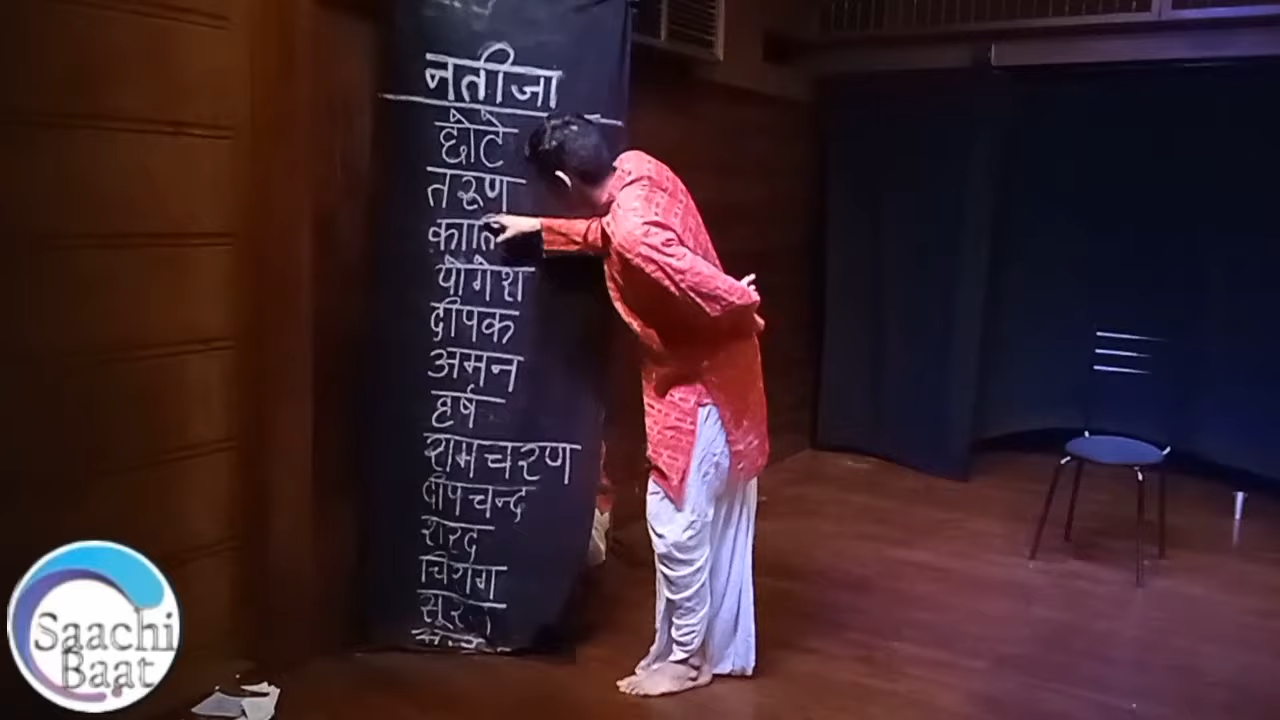 नतीजा
छोटे
तरूण
योगेश
दीपक
अमन
हर्ष
रामचरण
दीपचन्द
शरद
चिराग
Saachi
Baat